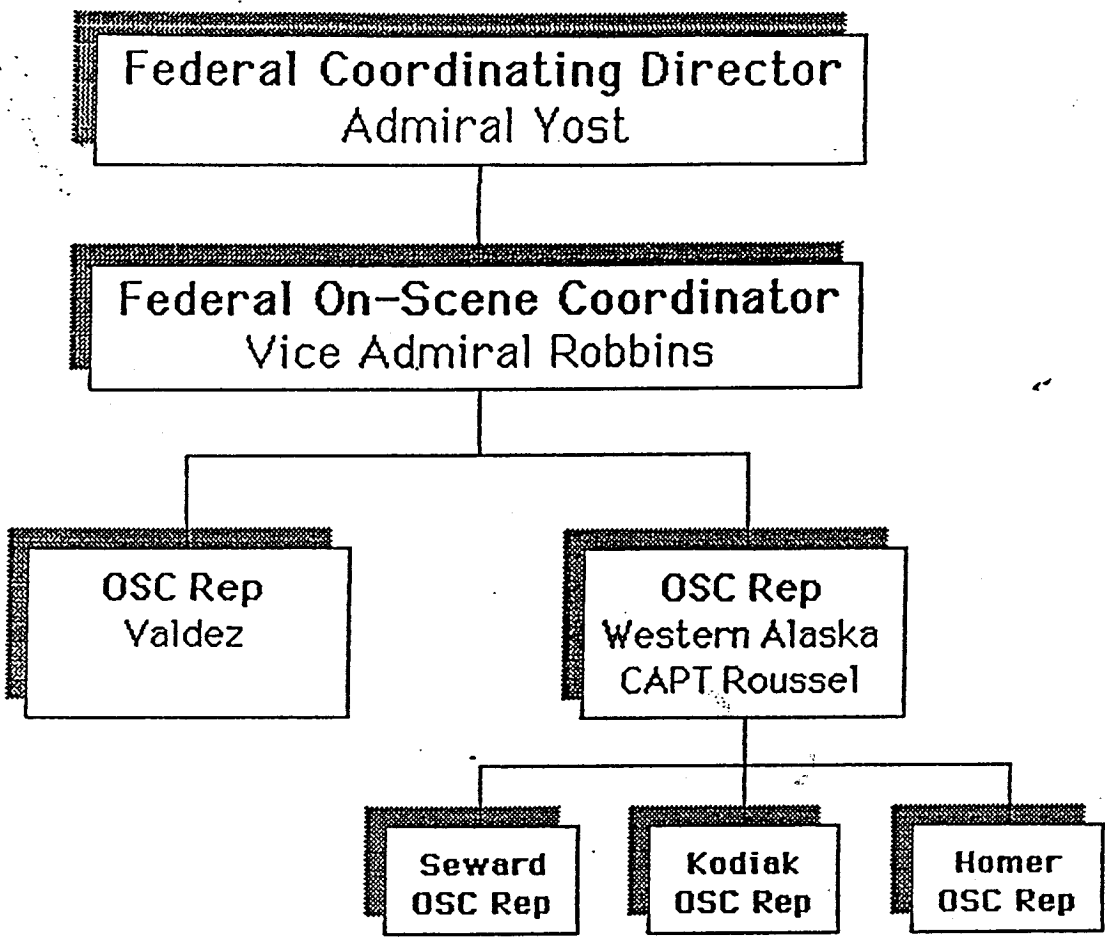 Federal Coordinating Director
Admiral Yost
Federal On-Scene Coordinator
Vice Admiral Robbins
OSC Rep
Valdez
OSC Rep
Western Alaska
CAPT Roussel
Seward
OSC Rep
Kodiak
OSC Rep
Homer
OSC Rep